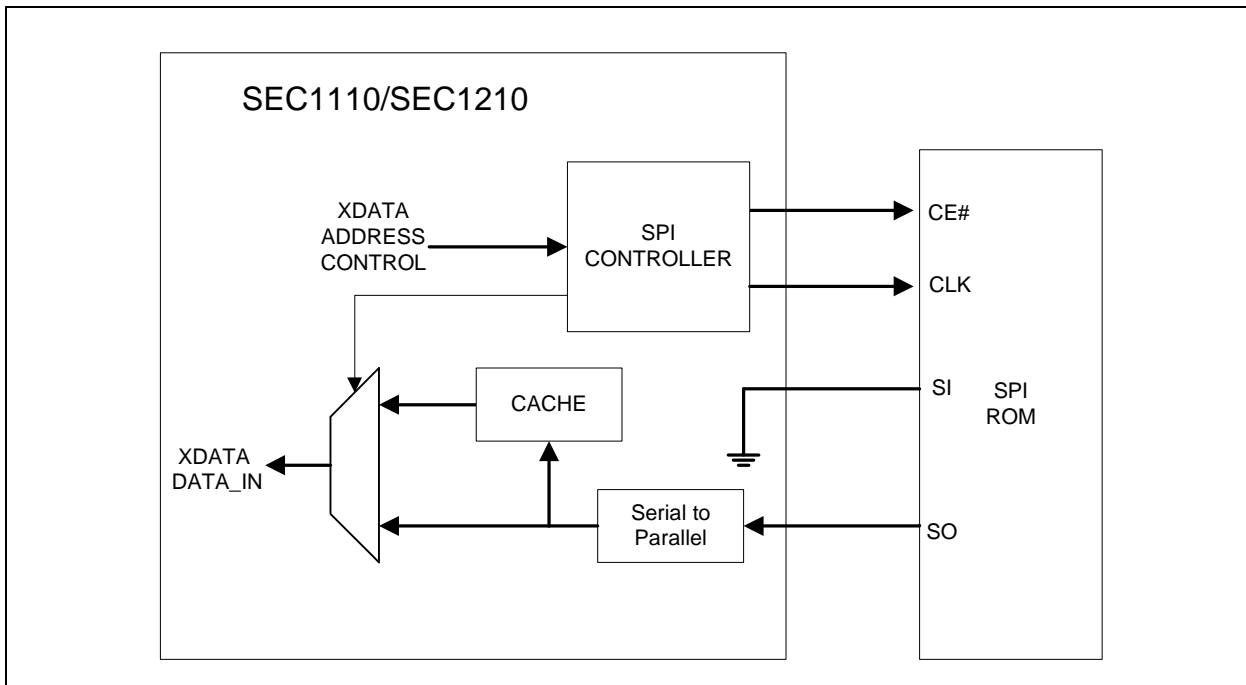 SEC1110/SEC1210
XDATA
ADDRESS
CONTROL
SPI
CONTROLLER
CE#
CLK
SI
SPI
ROM
CACHE
XDATA
DATA_IN
Serial to
Parallel
SO